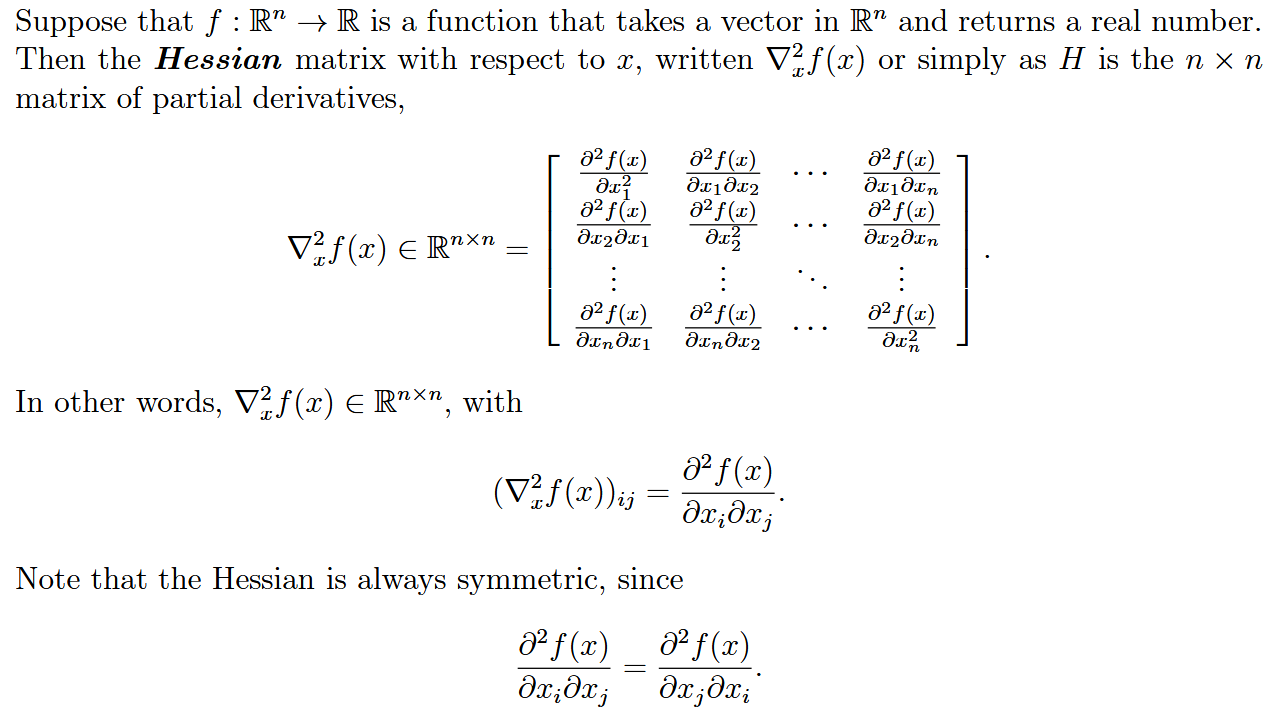 Suppose that $f : \mathbb{R}^n \to \mathbb{R}$ is a function that takes a vector in $\mathbb{R}^n$ and returns a real number.
Then the Hessian matrix with respect to $x$, written $\nabla_x^2 f(x)$ or simply as $H$ is the $n \times n$
matrix of partial derivatives,
$\nabla_x^2 f(x) \in \mathbb{R}^{n \times n} = \begin{bmatrix} \frac{\partial^2 f(x)}{\partial x_1^2} & \frac{\partial^2 f(x)}{\partial x_1 \partial x_2} & \cdots & \frac{\partial^2 f(x)}{\partial x_1 \partial x_n} \\ \frac{\partial^2 f(x)}{\partial x_2 \partial x_1} & \frac{\partial^2 f(x)}{\partial x_2^2} & \cdots & \frac{\partial^2 f(x)}{\partial x_2 \partial x_n} \\ \vdots & \vdots & \ddots & \vdots \\ \frac{\partial^2 f(x)}{\partial x_n \partial x_1} & \frac{\partial^2 f(x)}{\partial x_n \partial x_2} & \cdots & \frac{\partial^2 f(x)}{\partial x_n^2} \end{bmatrix}.$
In other words, $\nabla_x^2 f(x) \in \mathbb{R}^{n \times n}$, with
$(\nabla_x^2 f(x))_{ij} = \frac{\partial^2 f(x)}{\partial x_i \partial x_j}.$
Note that the Hessian is always symmetric, since
$\frac{\partial^2 f(x)}{\partial x_i \partial x_j} = \frac{\partial^2 f(x)}{\partial x_j \partial x_i}.$